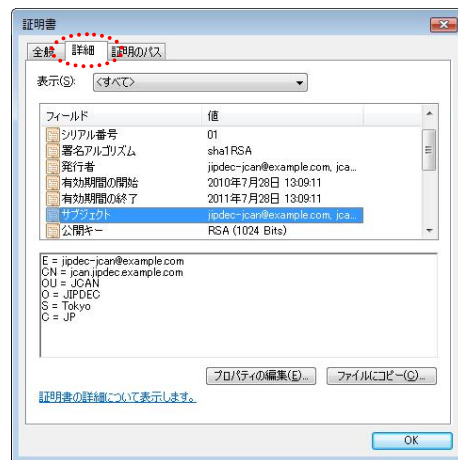 証明書
全般 詳細 証明のパス
表示(S): <すべて>
フィールド 値
シリアル番号 01
署名アルゴリズム sha1RSA
発行者 jipdec-jcan@example.com, jca...
有効期間の開始 2010年7月28日 13:09:11
有効期間の終了 2011年7月28日 13:09:11
サブジェクト jipdec-jcan@example.com, jca...
公開キー RSA (1024 Bits)
E = jipdec-jcan@example.com
CN = jcan.jipdec.example.com
OU = JCAN
O = JIPDEC
S = Tokyo
C = JP
プロパティの編集(E)... ファイルにコピー(C)...
証明書の詳細について表示します。
OK